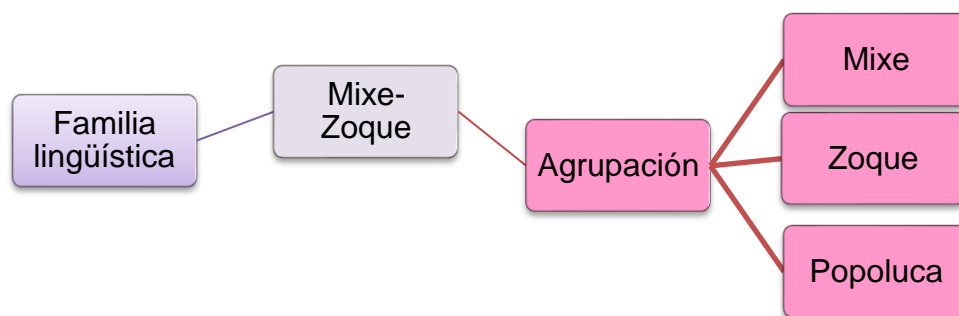 Familia
lingüística
Mixe-
Zoque
Agrupación
Mixe
Zoque
Popoluca